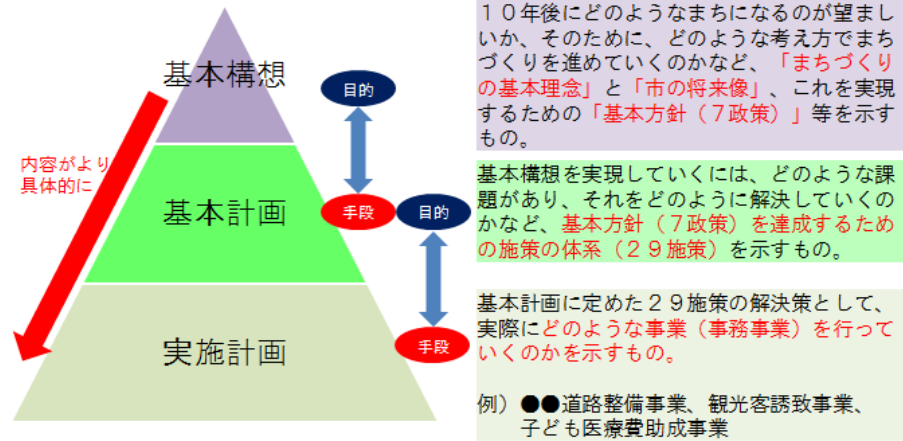 基本構想
目的
内容がより
具体的に
基本計画
手段
目的
実施計画
手段
１０年後にどのようなまちになるのが望まし
いか、そのために、どのような考え方でまち
づくりを進めていくのかなど、「まちづくり
の基本理念」と「市の将来像」、これを実現
するための「基本方針（７政策）」等を示す
もの。
基本構想を実現していくには、どのような課
題があり、それをどのように解決していくの
かなど、基本方針（７政策）を達成するため
の施策の体系（２９施策）を示すもの。
基本計画に定めた２９施策の解決策として、
実際にどのような事業（事務事業）を行って
いくのかを示すもの。
例）●●道路整備事業、観光客誘致事業、
子ども医療費助成事業